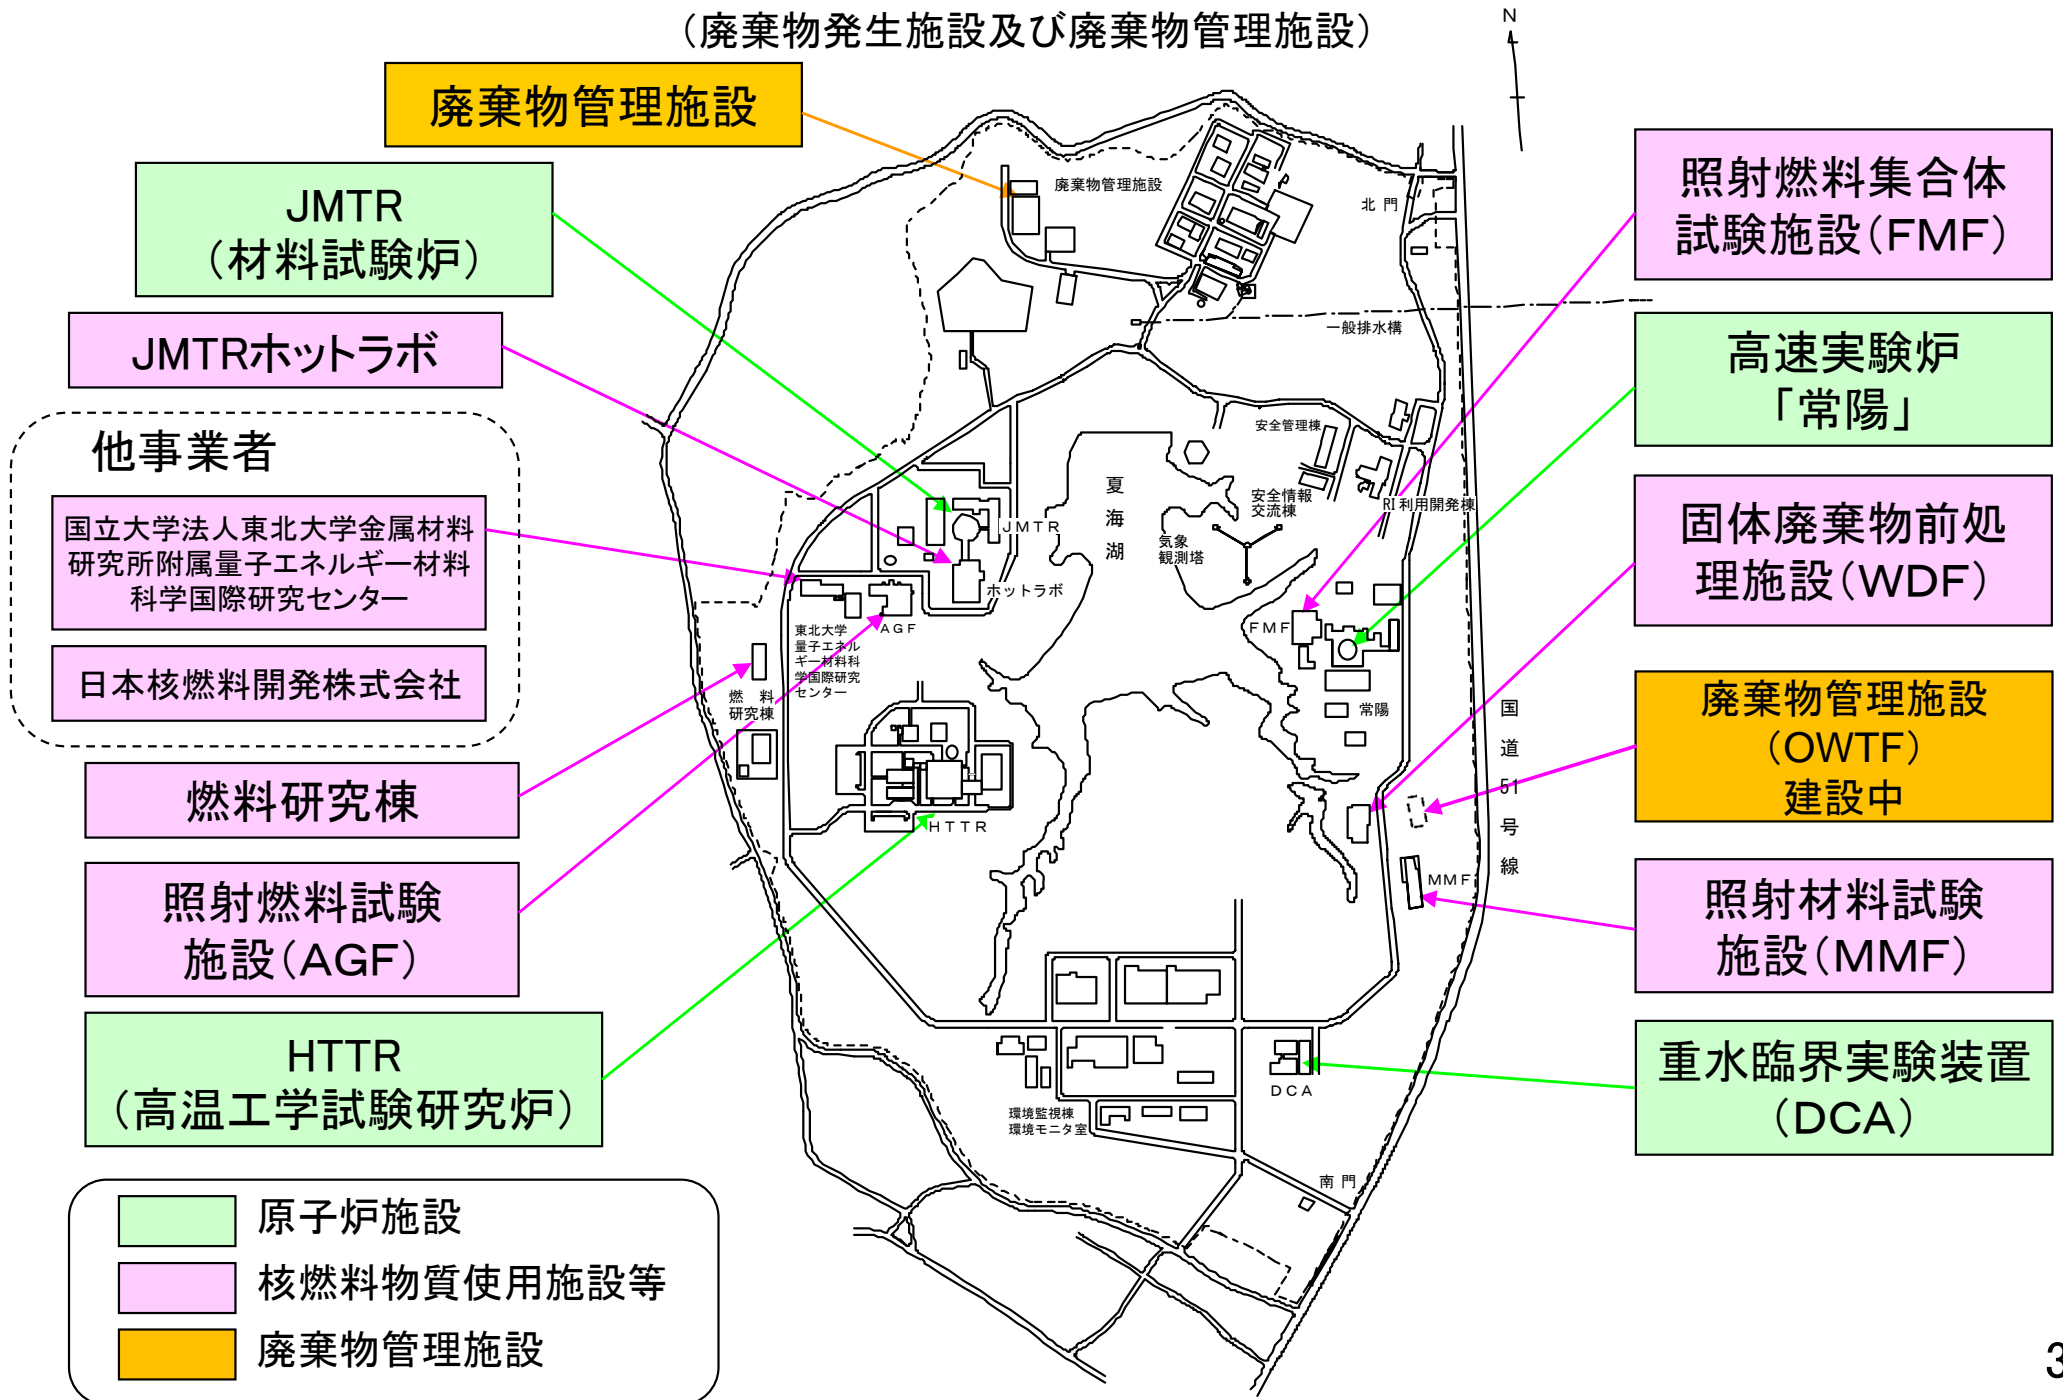 （廃棄物発生施設及び廃棄物管理施設）
N
廃棄物管理施設
JMTR
（材料試験炉）
JMTRホットラボ
他事業者
国立大学法人東北大学金属材料
研究所附属量子エネルギー材料
科学国際研究センター
日本核燃料開発株式会社
燃料研究棟
照射燃料試験
施設（AGF）
HTTR
（高温工学試験研究炉）
照射燃料集合体
試験施設（FMF）
高速実験炉
「常陽」
固体廃棄物前処
理施設（WDF）
廃棄物管理施設
（OWTF）
建設中
照射材料試験
施設（MMF）
重水臨界実験装置
（DCA）
廃棄物管理施設
北門
一般排水構
安全管理棟
夏海湖
安全情報
交流棟
RI利用開発棟
気象
観測塔
JMTR
ホットラボ
AGF
東北大学
量子エネル
ギー材料科
学国際研究
センター
燃料
研究棟
FMF
常陽
国道51号線
HTTR
MMF
DCA
環境監視棟
環境モニタ室
南門
原子炉施設
核燃料物質使用施設等
廃棄物管理施設
3